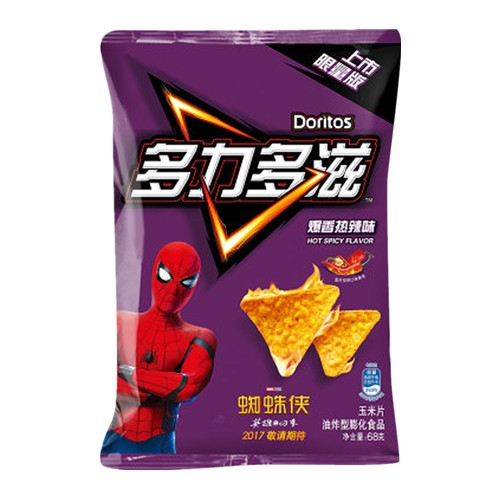 上市
限量版
Doritos
多力多滋
TM
爆香热辣味
HOT SPICY FLAVOR
蜘蛛侠
英雄归来
2017 敬请期待
玉米片
油炸型膨化食品
净含量:68克